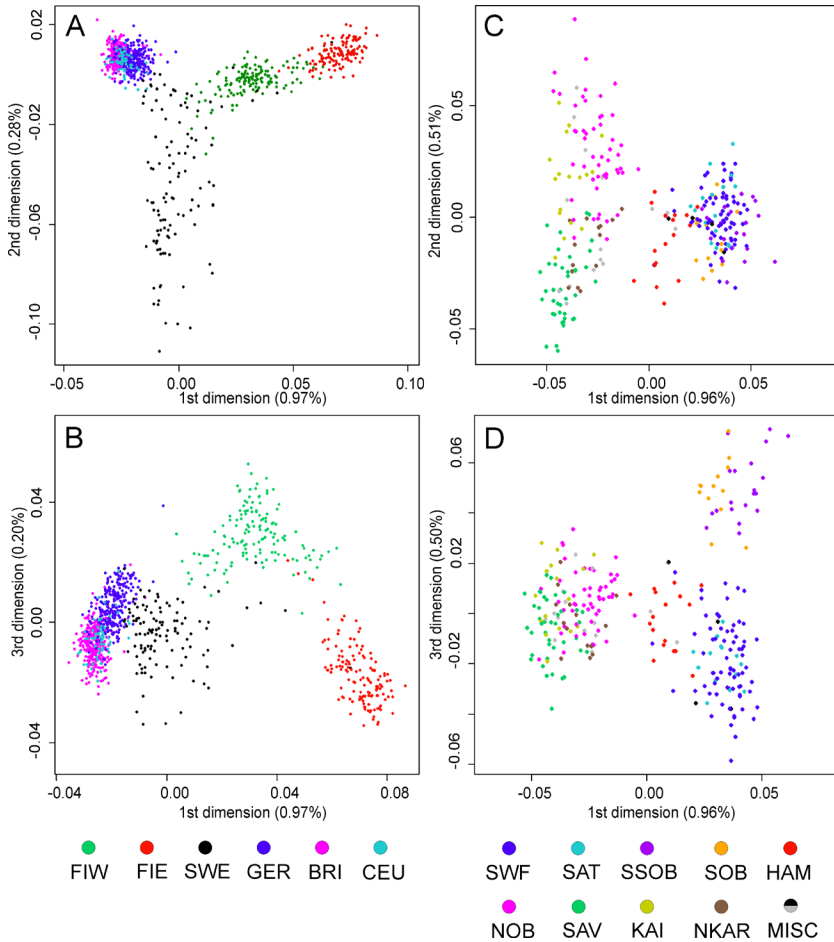 A
0.02
-0.02
-0.06
-0.10
2nd dimension (0.28%)
-0.05
0.00
0.05
0.10
1st dimension (0.97%)
C
0.05
0.00
-0.05
2nd dimension (0.51%)
-0.05
0.00
0.05
1st dimension (0.96%)
B
0.04
0.00
-0.04
3rd dimension (0.20%)
-0.04
0.00
0.04
0.08
1st dimension (0.97%)
D
0.06
0.02
-0.02
-0.06
3rd dimension (0.50%)
-0.05
0.00
0.05
1st dimension (0.96%)
FIW FIE SWE GER BRI CEU
SWF SAT SSOB SOB HAM
NOB SAV KAI NKAR MISC